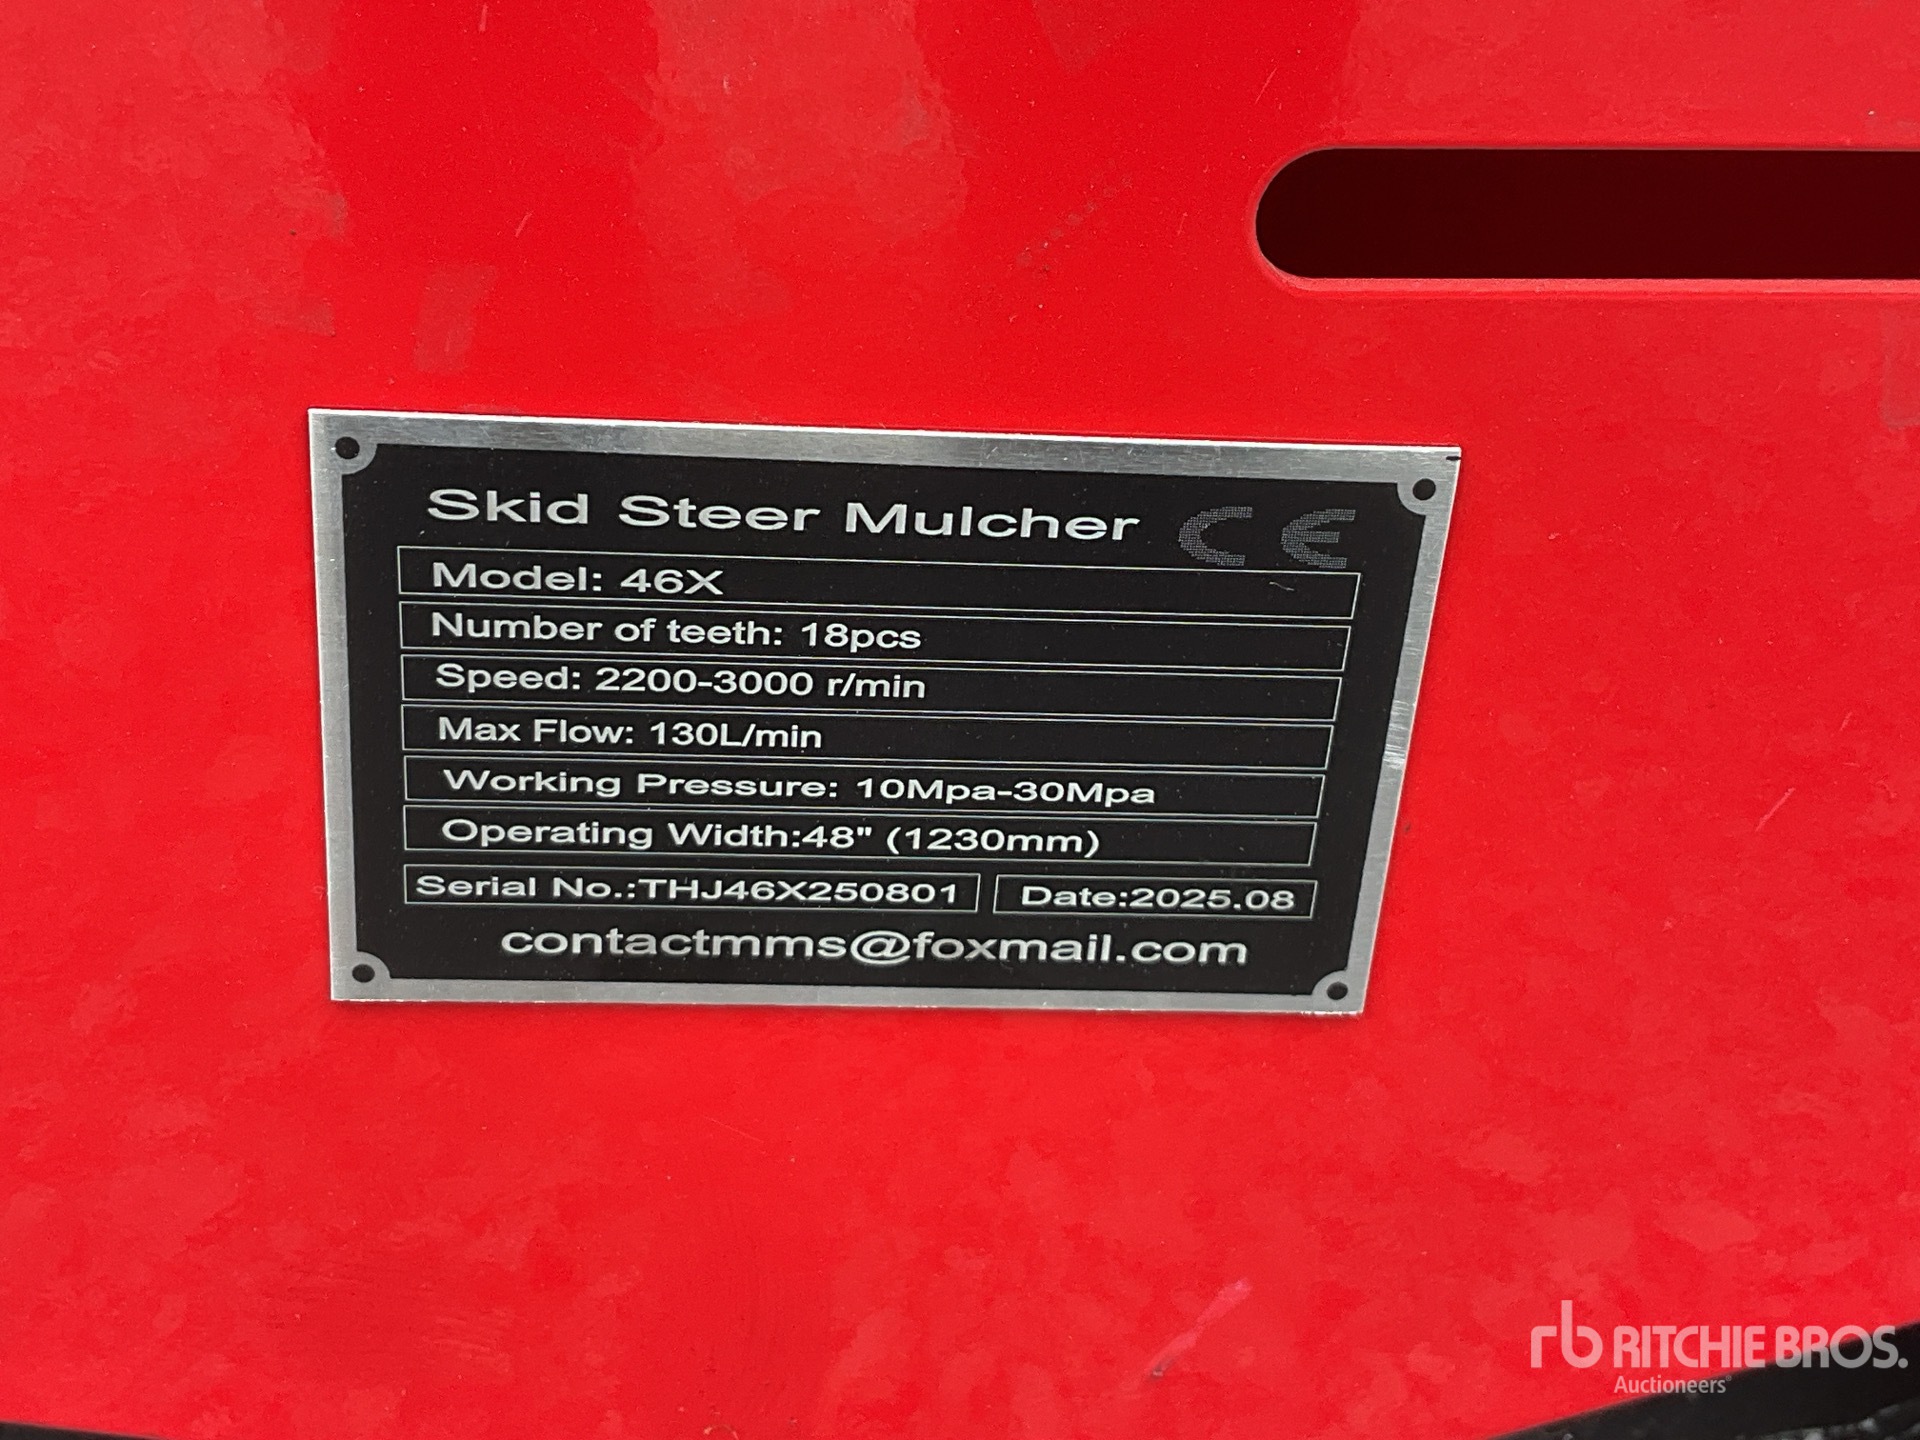 Skid Steer Mulcher CE
Model: 46X
Number of teeth: 18pcs
Speed: 2200-3000 r/min
Max Flow: 130L/min
Working Pressure: 10Mpa-30Mpa
Operating Width:48" (1230mm)
Serial No.:THJ46X250801 Date:2025.08
contactmms@foxmail.com
rb RITCHIE BROS.
Auctioneers®